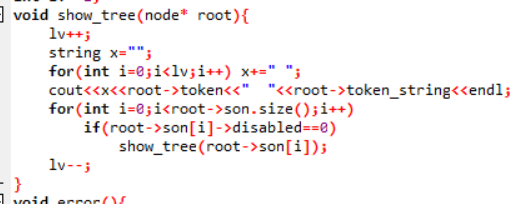 void show_tree(node* root){
lv++;
string x="";
for(int i=0;i<lv;i++) x+=" ";
cout<<x<<root->token<<"  "<<root->token_string<<endl;
for(int i=0;i<root->son.size();i++)
if(root->son[i]->disabled==0)
show_tree(root->son[i]);
lv--;
}
void error(){